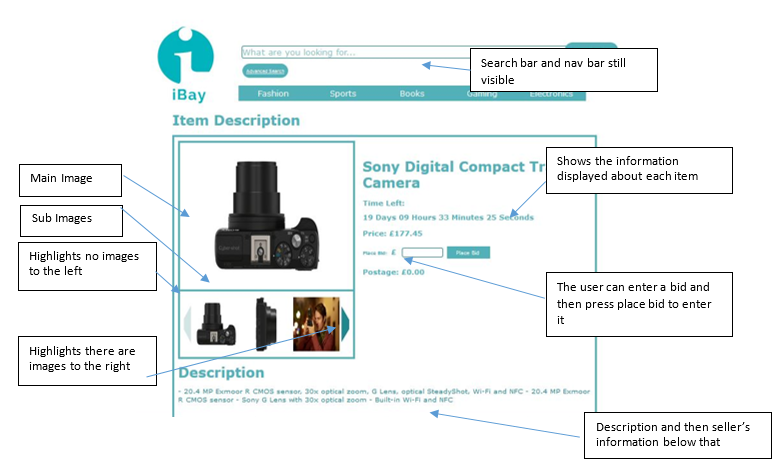 What are you looking for...
Search bar and nav bar still
visible
Advanced Search
iBay
Fashion Sports Books Gaming Electronics
Item Description
Sony Digital Compact
Camera
Shows the information
displayed about each item
Main Image
Time Left:
Sub Images
19 Days 09 Hours 33 Minutes 25 Seconds
Price: £177.45
Highlights no images
to the left
Place Bid: £ Place Bid
Postage: £0.00
The user can enter a bid and
then press place bid to enter
it
Highlights there are
images to the right
Description
- 20.4 MP Exmoor R CMOS sensor, 30x optical zoom, G Lens, optical SteadyShot, Wi-Fi and NFC - 20.4 MP Exmoor
R CMOS sensor - Sony G Lens with 30x optical zoom - Built-in Wi-Fi and NFC
Description and then seller's
information below that